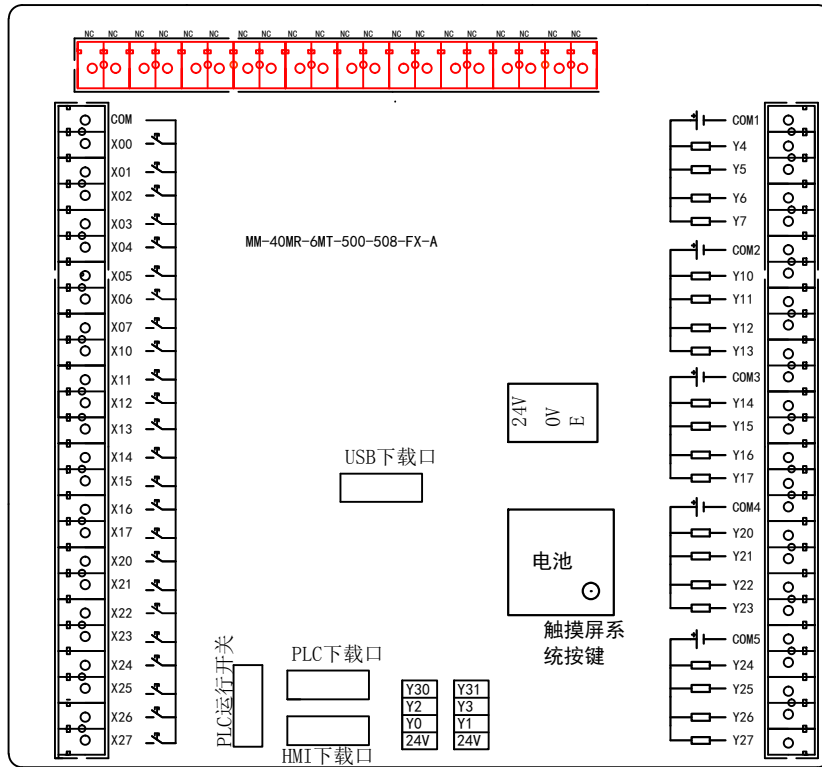 NC NC NC NC NC NC NC NC NC NC NC NC NC NC NC NC NC NC NC NC
COM
X00
X01
X02
X03
X04
X05
X06
X07
X10
X11
X12
X13
X14
X15
X16
X17
X20
X21
X22
X23
X24
X25
X26
X27
MM-40MR-6MT-500-508-FX-A
24V
0V
E
USB下载口
电池
触摸屏系
统按键
PLC运行开关
PLC下载口
HMI下载口
Y30
Y2
Y0
24V
Y31
Y3
Y1
24V
COM1
Y4
Y5
Y6
Y7
COM2
Y10
Y11
Y12
Y13
COM3
Y14
Y15
Y16
Y17
COM4
Y20
Y21
Y22
Y23
COM5
Y24
Y25
Y26
Y27